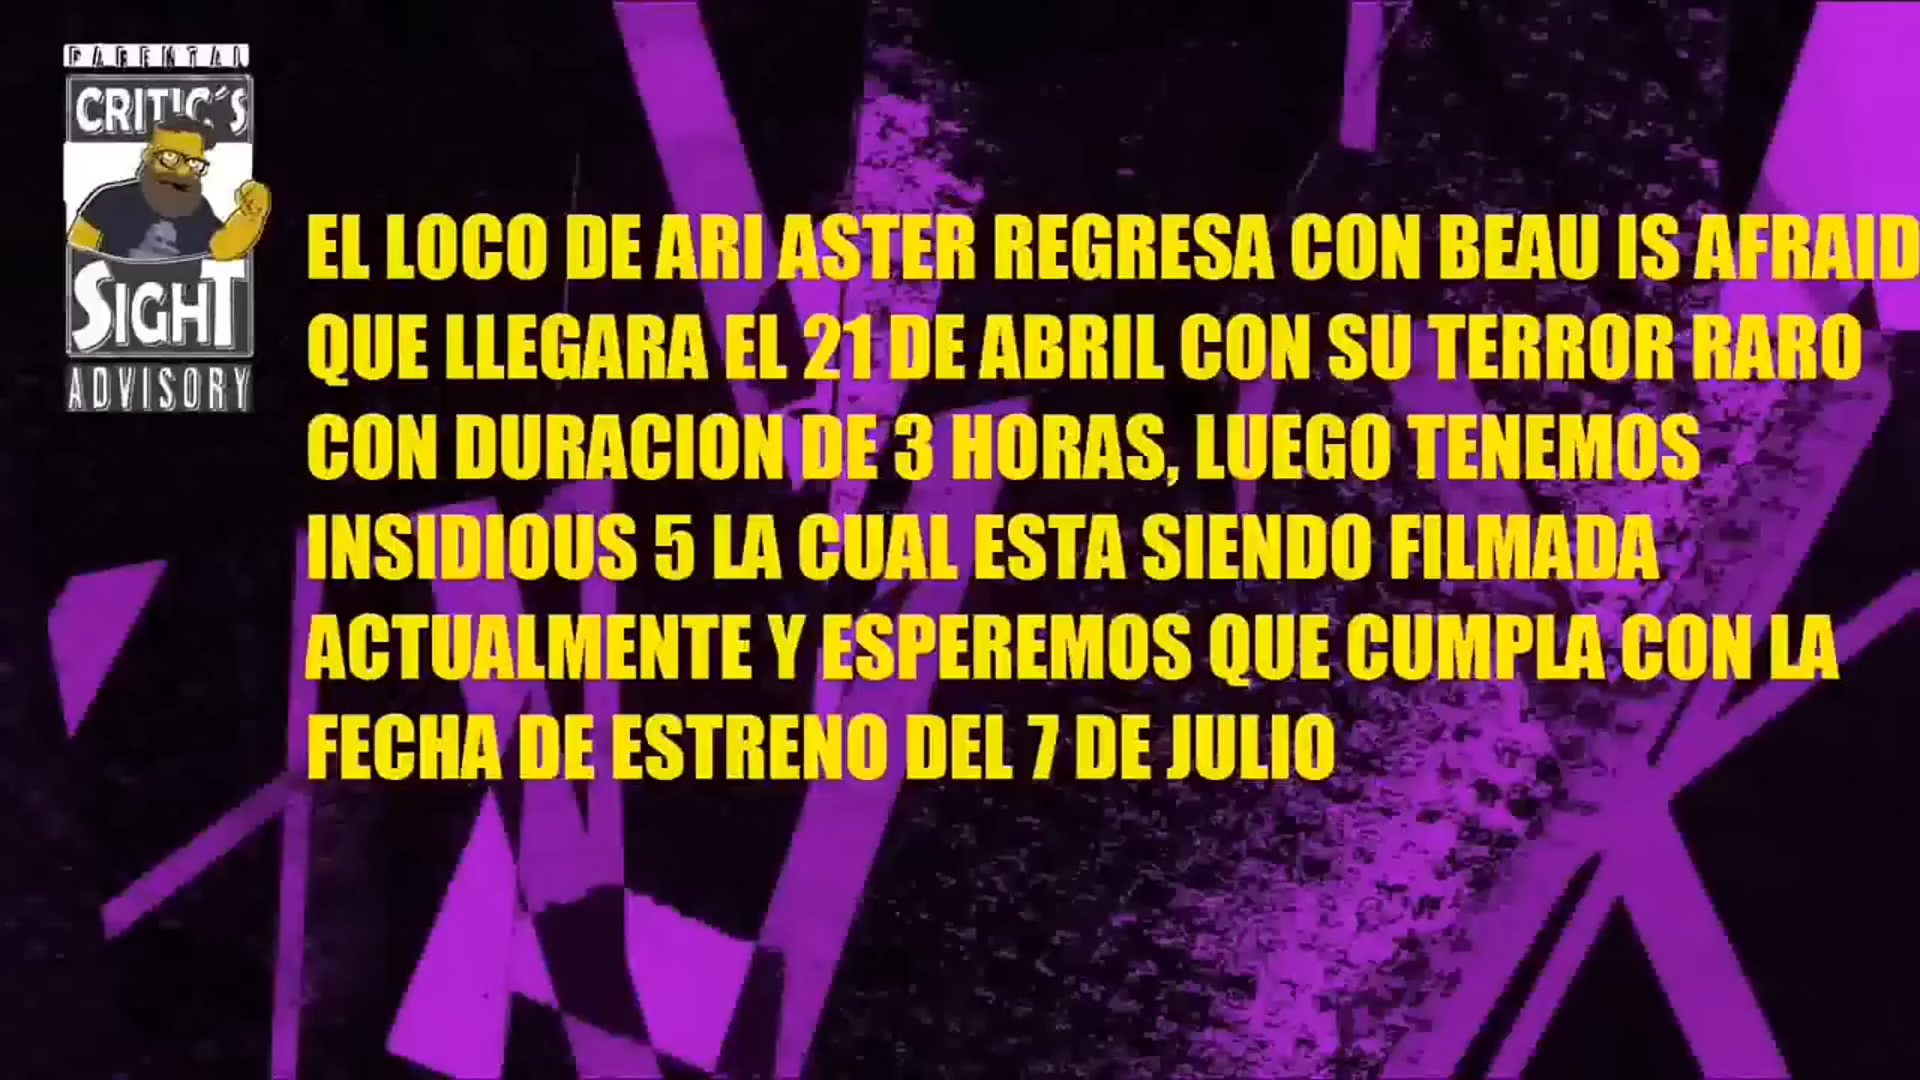 PARENTAL
CRITIC´S
SIGHT
ADVISORY
EL LOCO DE ARI ASTER REGRESA CON BEAU IS AFRAID
QUE LLEGARA EL 21 DE ABRIL CON SU TERROR RARO
CON DURACION DE 3 HORAS, LUEGO TENEMOS
INSIDIOUS 5 LA CUAL ESTA SIENDO FILMADA
ACTUALMENTE Y ESPEREMOS QUE CUMPLA CON LA
FECHA DE ESTRENO DEL 7 DE JULIO